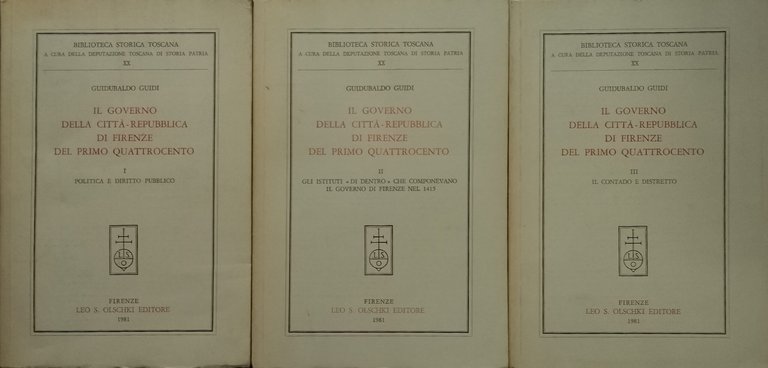 BIBLIOTECA STORICA TOSCANA
A CURA DELLA DEPUTAZIONE TOSCANA DI STORIA PATRIA
XX
GUIDUBALDO GUIDI
IL GOVERNO
DELLA CITTÀ-REPUBBLICA
DI FIRENZE
DEL PRIMO QUATTROCENTO
I
POLITICA E DIRITTO PUBBLICO
L S
FIRENZE
LEO S. OLSCHKI EDITORE
1981
BIBLIOTECA STORICA TOSCANA
A CURA DELLA DEPUTAZIONE TOSCANA DI STORIA PATRIA
XX
GUIDUBALDO GUIDI
IL GOVERNO
DELLA CITTÀ-REPUBBLICA
DI FIRENZE
DEL PRIMO QUATTROCENTO
II
GLI ISTITUTI «DI DENTRO» CHE COMPONEVANO
IL GOVERNO DI FIRENZE NEL 1415
L S
FIRENZE
LEO S. OLSCHKI EDITORE
1981
BIBLIOTECA STORICA TOSCANA
A CURA DELLA DEPUTAZIONE TOSCANA DI STORIA PATRIA
XX
GUIDUBALDO GUIDI
IL GOVERNO
DELLA CITTÀ-REPUBBLICA
DI FIRENZE
DEL PRIMO QUATTROCENTO
III
IL CONTADO E DISTRETTO
L S
FIRENZE
LEO S. OLSCHKI EDITORE
1981